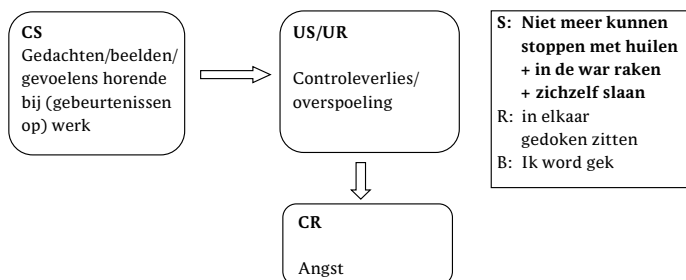 CS
Gedachten/beelden/
gevoelens horende
bij (gebeurtenissen
op) werk
US/UR
Controleverlies/
overspoeling
S: Niet meer kunnen
stoppen met huilen
+ in de war raken
+ zichzelf slaan
R: in elkaar
gedoken zitten
B: Ik word gek
CR
Angst